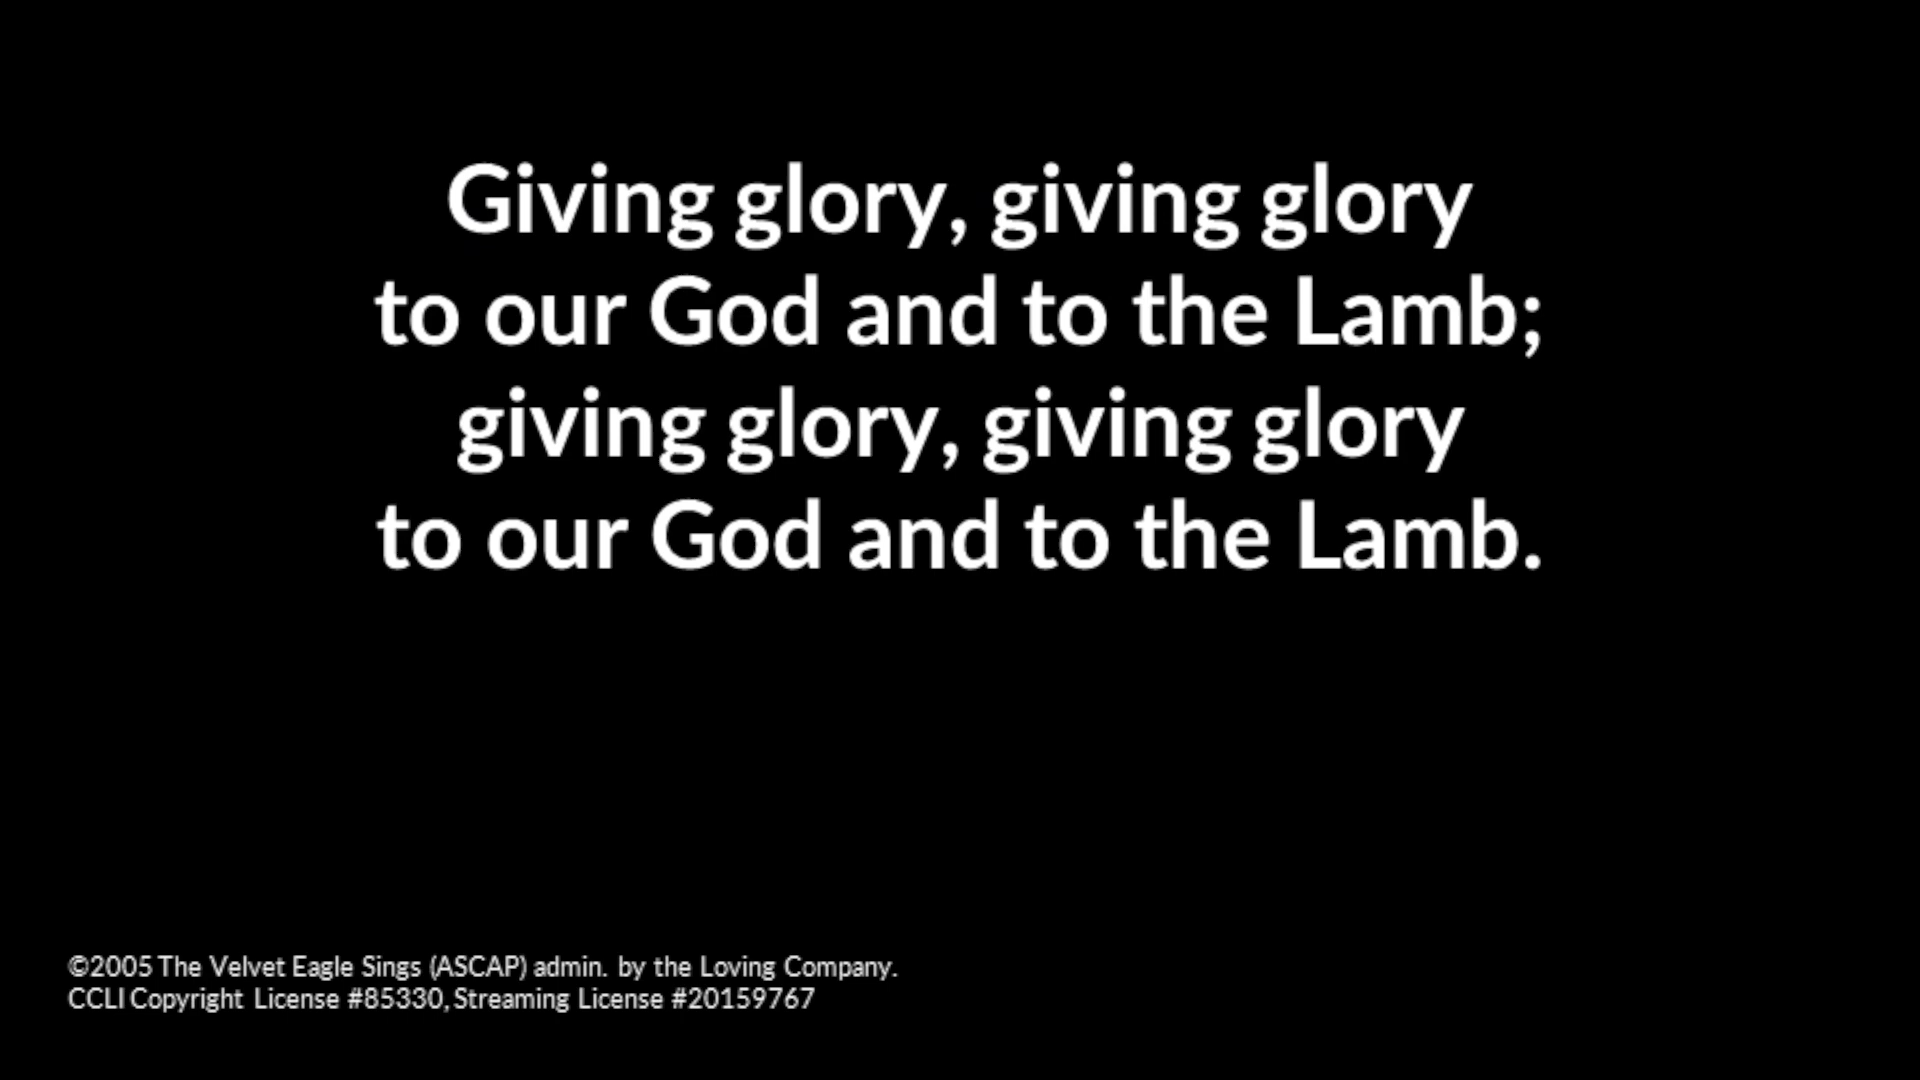 Giving glory, giving glory
to our God and to the Lamb;
giving glory, giving glory
to our God and to the Lamb.
©2005 The Velvet Eagle Sings (ASCAP) admin. by the Loving Company.
CCLI Copyright License #85330, Streaming License #20159767